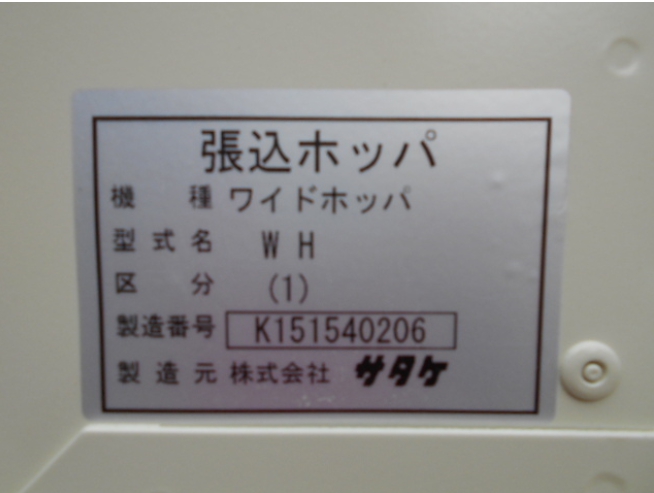 張込ホッパ
機種 ワイドホッパ
型式名 WH
区分 (1)
製造番号 K151540206
製造元 株式会社 サタケ